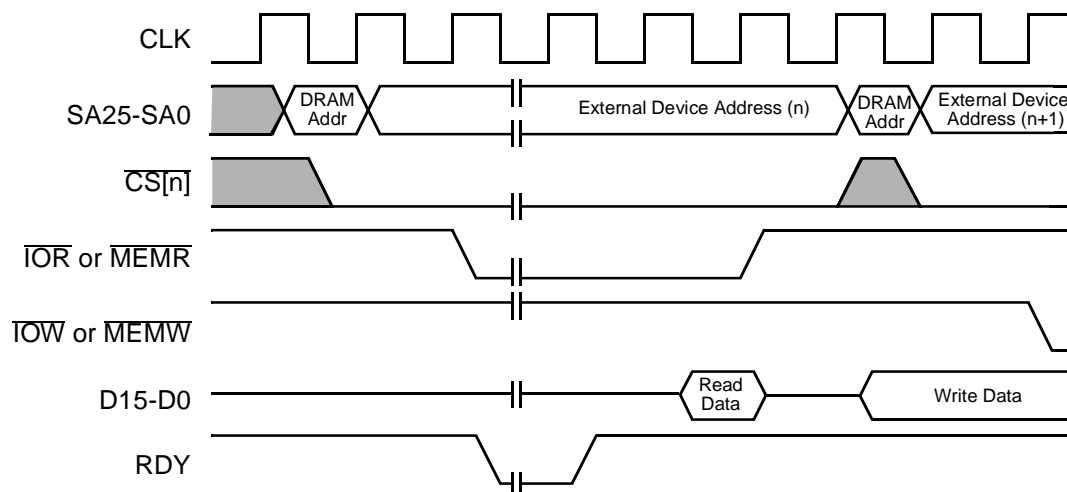 CLK
SA25-SA0
DRAM
Addr
External Device Address (n)
DRAM
Addr
External Device
Address (n+1)
CS[n]
IOR or MEMR
IOW or MEMW
D15-D0
Read
Data
Write Data
RDY